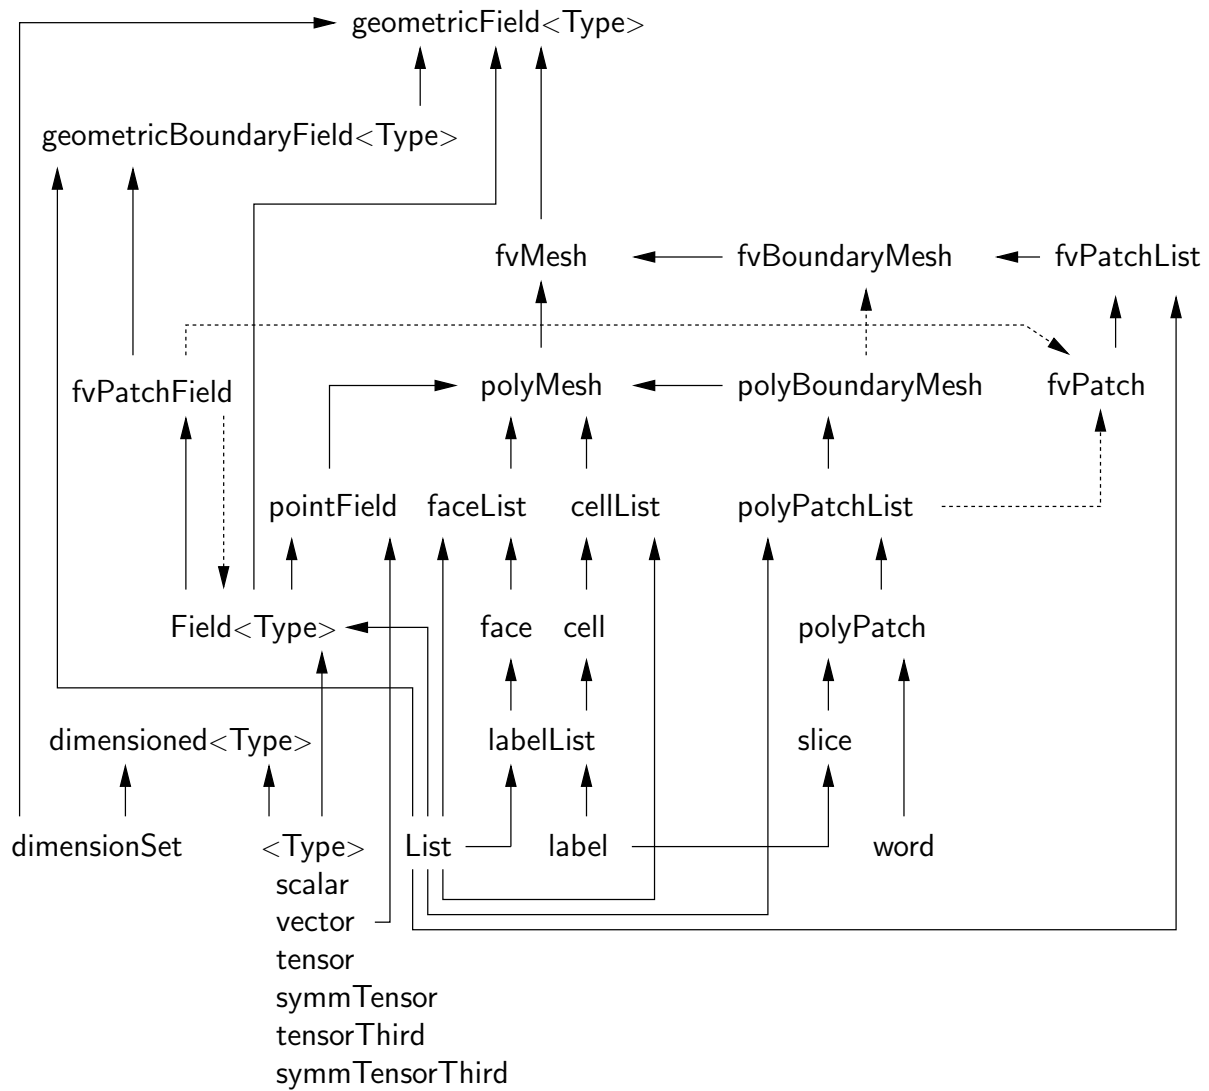 geometricField<Type>
geometricBoundaryField<Type>
fvMesh fvBoundaryMesh fvPatchList
fvPatchField polyMesh polyBoundaryMesh fvPatch
pointField faceList cellList polyPatchList
Field<Type> face cell polyPatch
dimensioned<Type> labelList slice
dimensionSet <Type> List label word
scalar
vector
tensor
symmTensor
tensorThird
symmTensorThird